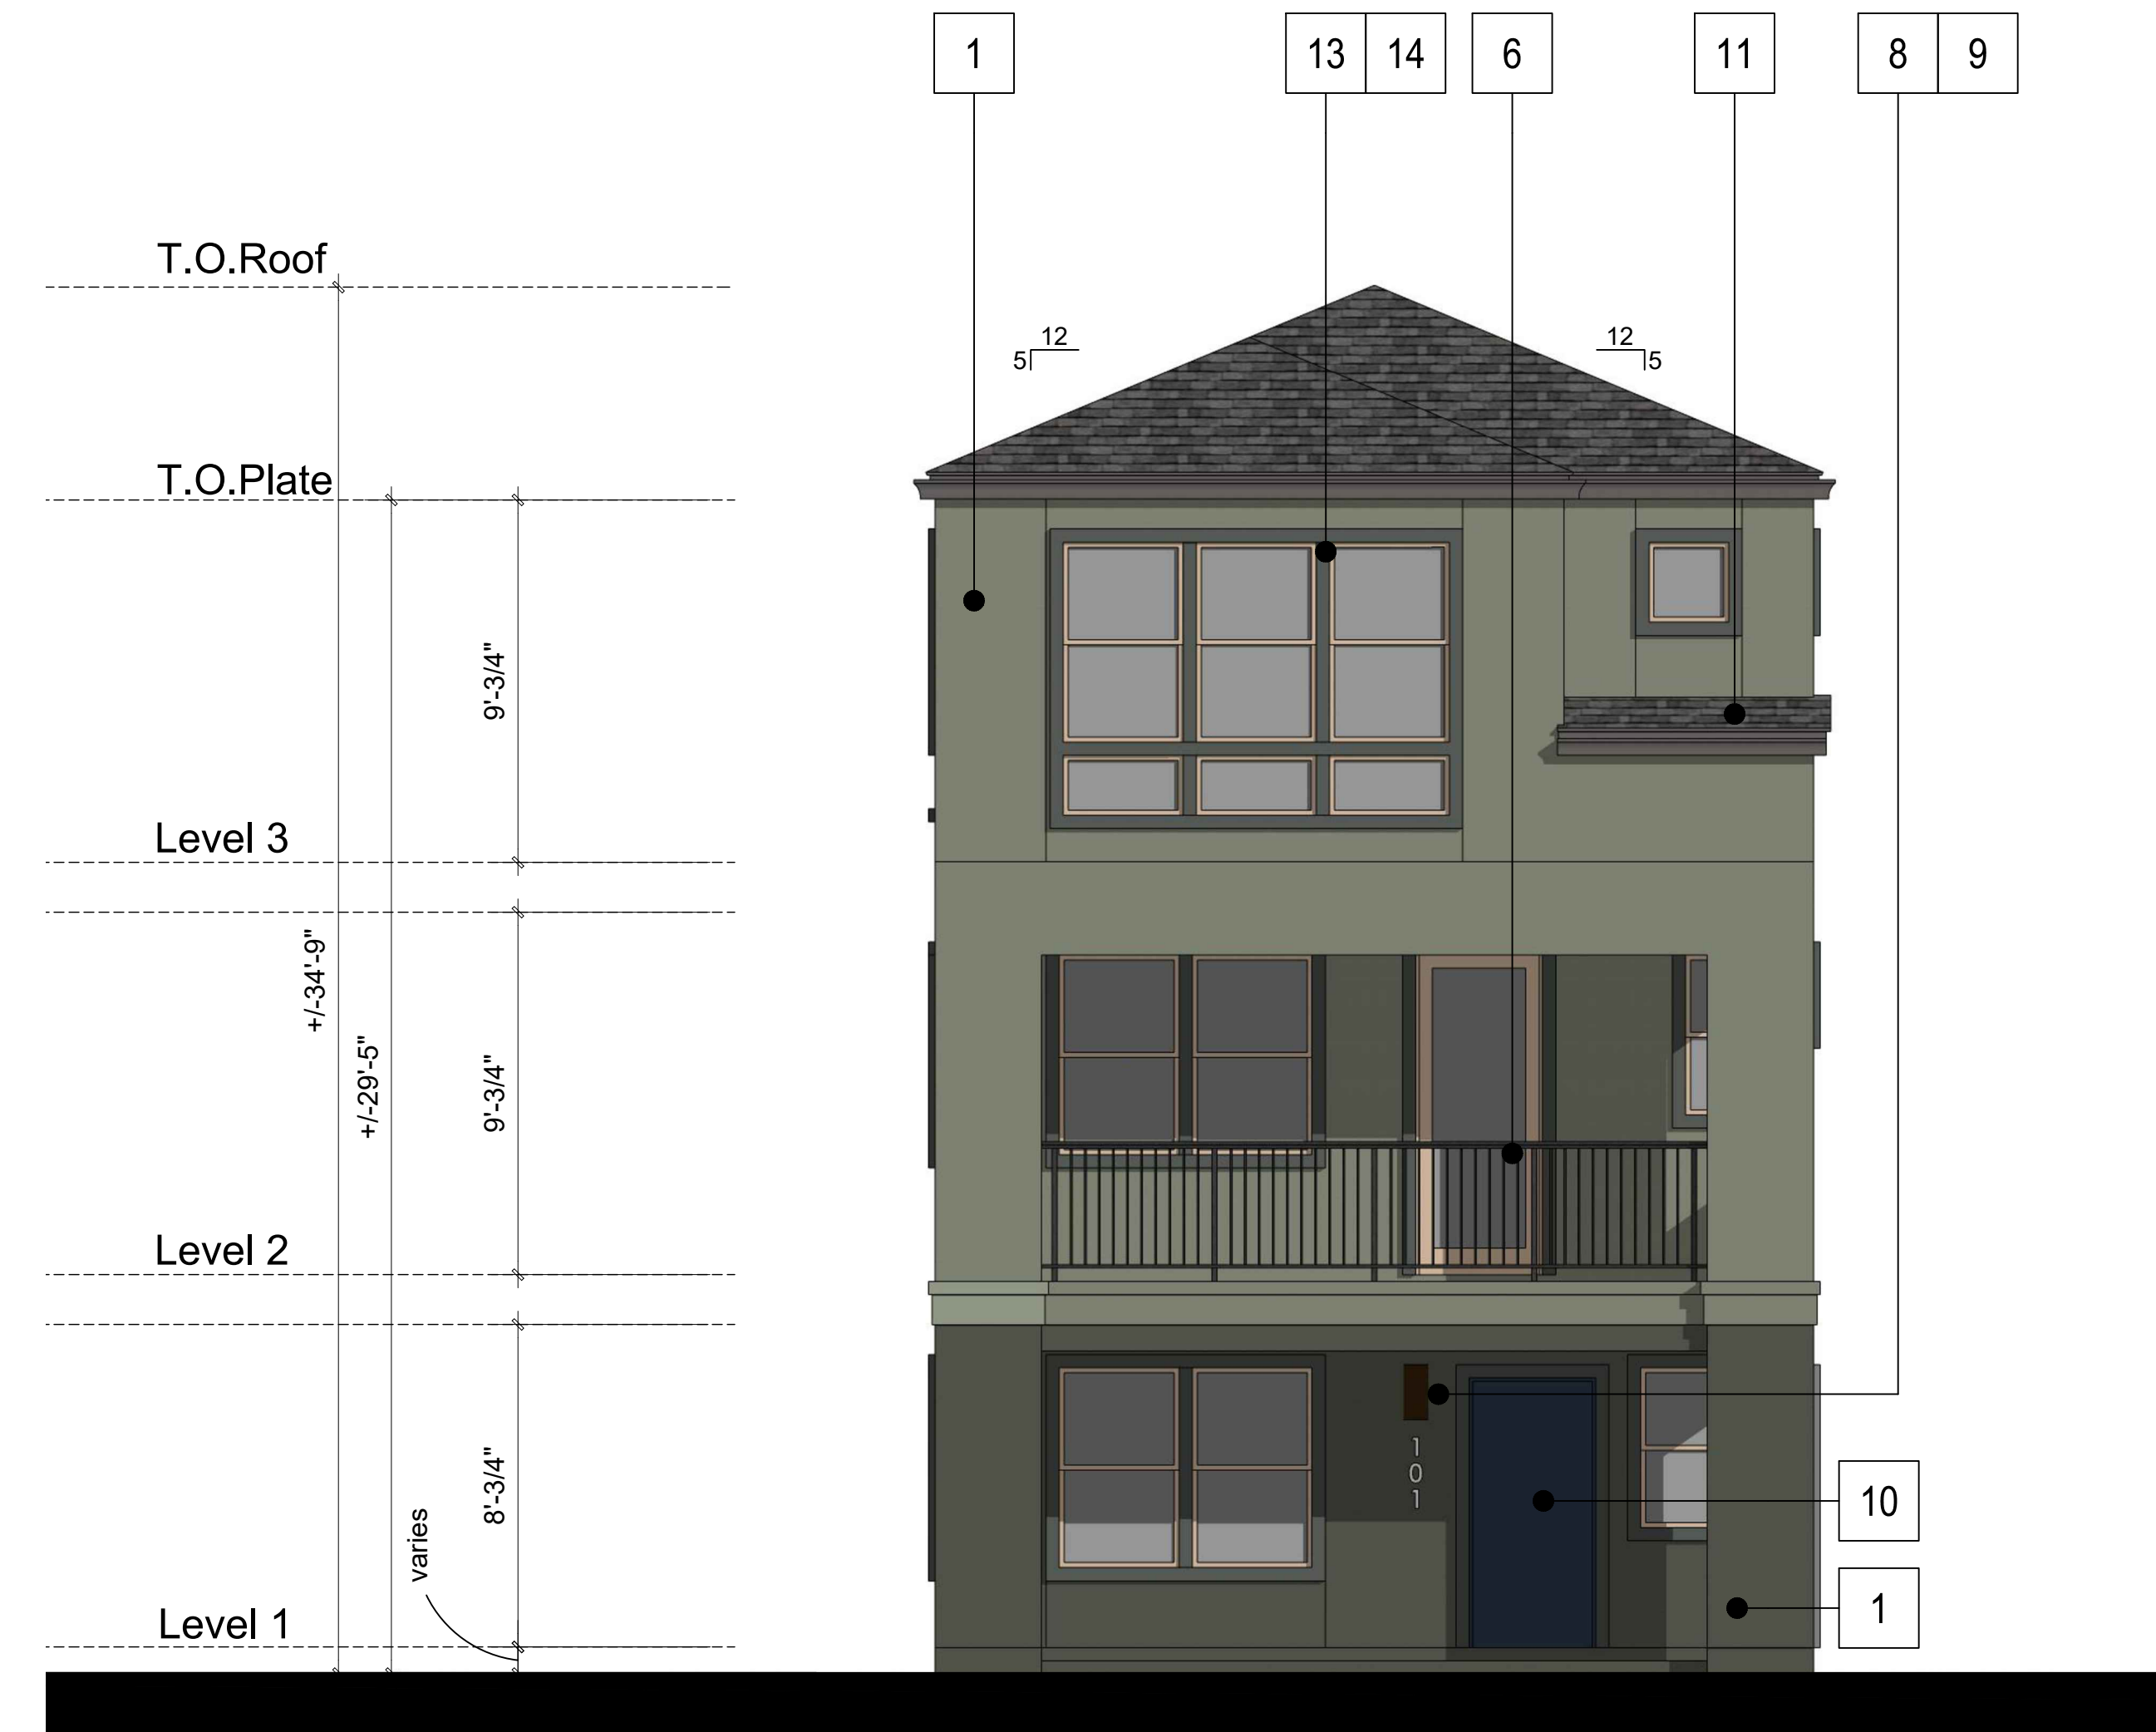 1
13 14
6
11
8 9
T.O.Roof
12
5
12
5
T.O.Plate
9'-3/4"
Level 3
+/-34'-9"
+/-29'-5"
9'-3/4"
Level 2
8'-3/4"
varies
101
10
1
Level 1